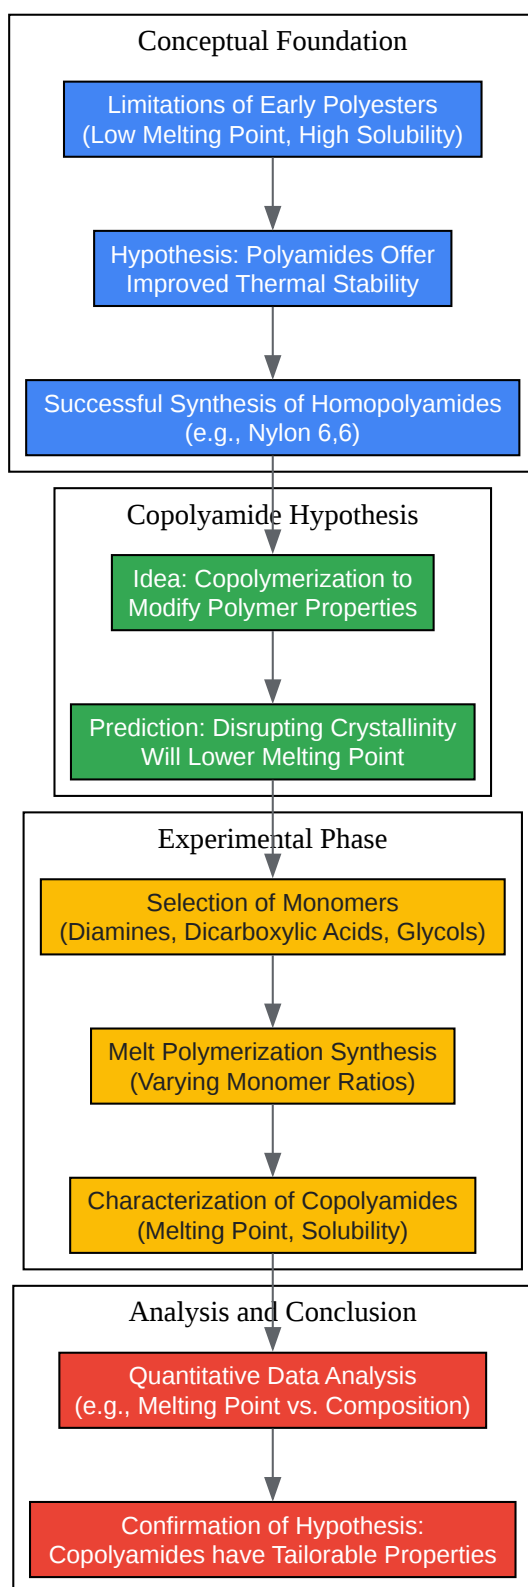 Conceptual Foundation
Limitations of Early Polyesters
(Low Melting Point, High Solubility)
Hypothesis: Polyamides Offer
Improved Thermal Stability
Successful Synthesis of Homopolyamides
(e.g., Nylon 6,6)
Copolyamide Hypothesis
Idea: Copolymerization to
Modify Polymer Properties
Prediction: Disrupting Crystallinity
Will Lower Melting Point
Experimental Phase
Selection of Monomers
(Diamines, Dicarboxylic Acids, Glycols)
Melt Polymerization Synthesis
(Varying Monomer Ratios)
Characterization of Copolyamides
(Melting Point, Solubility)
Analysis and Conclusion
Quantitative Data Analysis
(e.g., Melting Point vs. Composition)
Confirmation of Hypothesis:
Copolyamides have Tailorable Properties